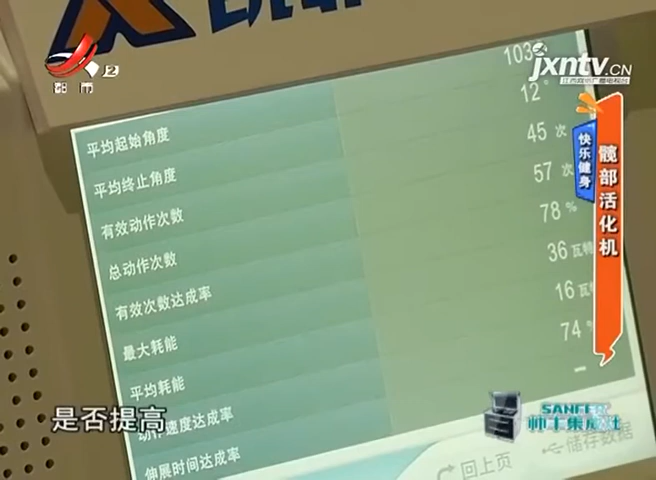 都市2
jxntv.CN
江西网络广播电视台
快乐健身
髋部活化机
平均起始角度 103°
平均终止角度 12°
有效动作次数 45 次
总动作次数 57 次
有效次数达成率 78 %
最大耗能 36 瓦特
平均耗能 16 瓦特
动作速度达成率 74 %
伸展时间达成率 —
回上页
储存数据
是否提高
SANFER
帅丰集成灶